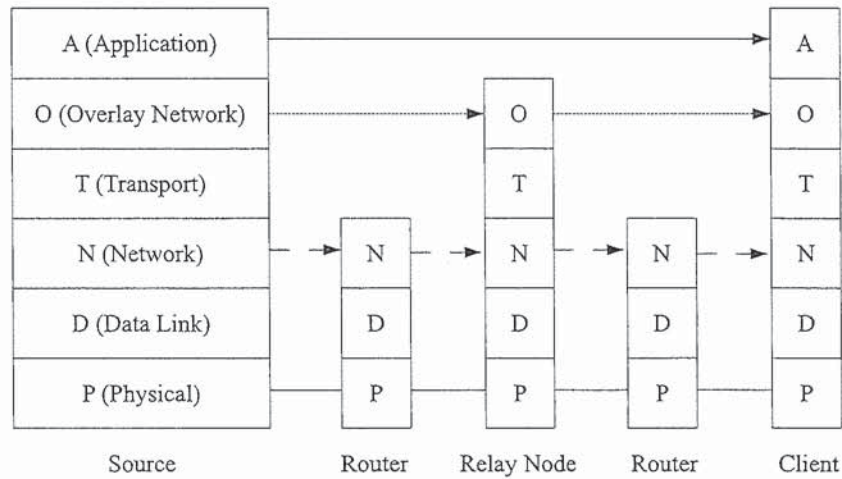 A (Application) A
O (Overlay Network) O O
T (Transport) T T
N (Network) N N N N
D (Data Link) D D D D
P (Physical) P P P P
Source Router Relay Node Router Client